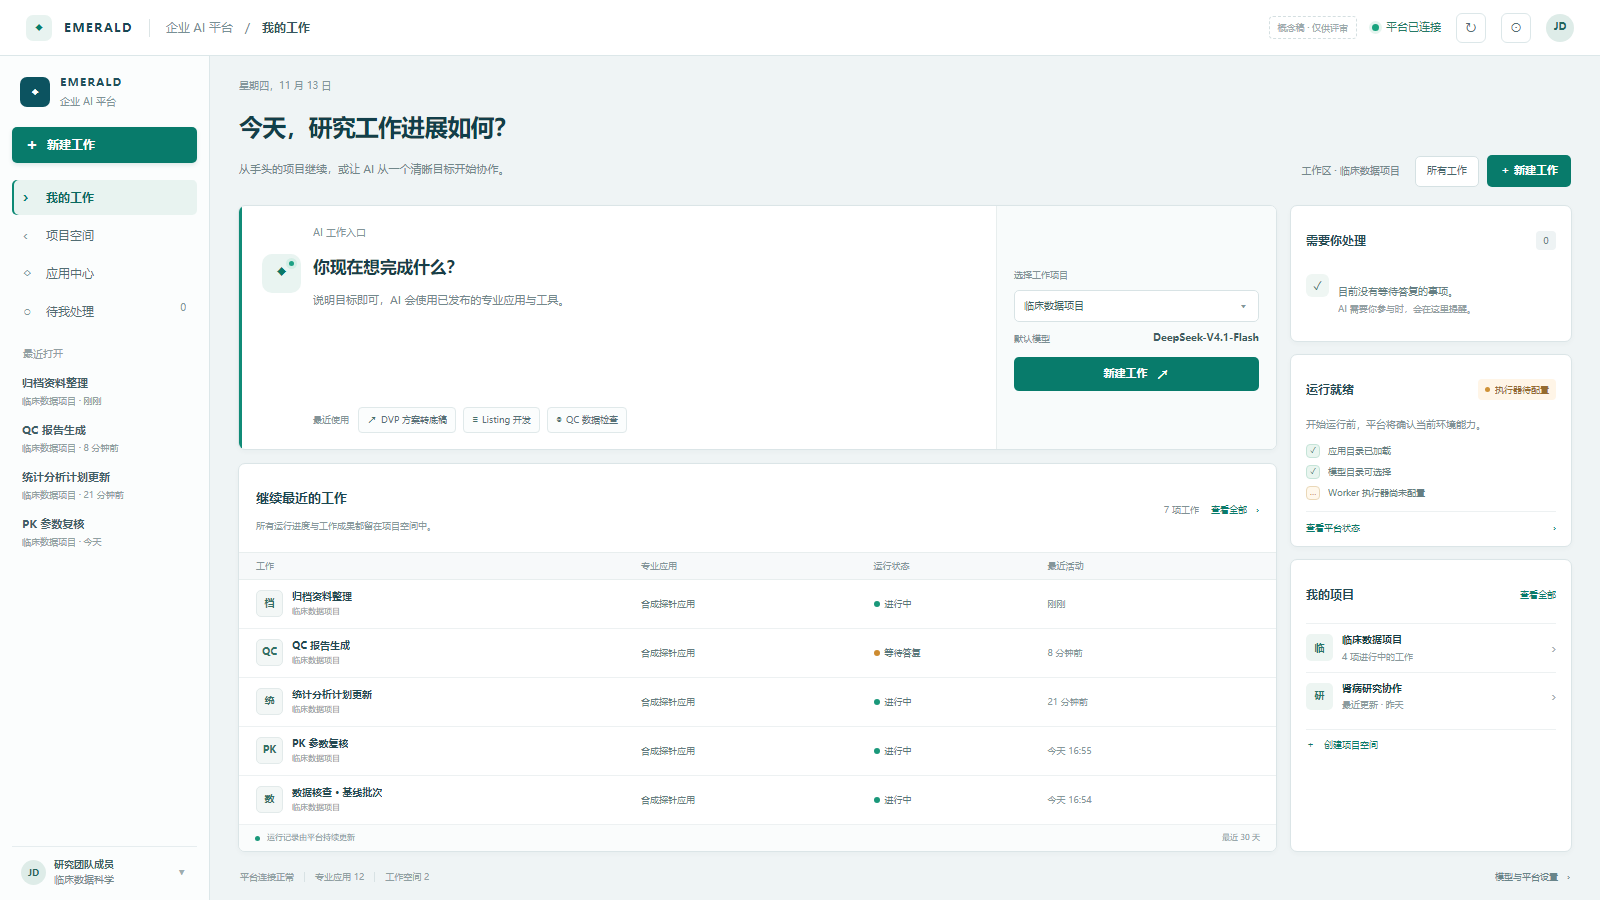 EMERALD
企业 AI 平台 / 我的工作
概念稿 · 仅供评审
平台已连接
JD
EMERALD
企业 AI 平台
+ 新建工作
我的工作
项目空间
应用中心
待我处理 0
最近打开
归档资料整理
临床数据项目 · 刚刚
QC 报告生成
临床数据项目 · 8 分钟前
统计分析计划更新
临床数据项目 · 21 分钟前
PK 参数复核
临床数据项目 · 今天
JD
研究团队成员
临床数据科学
星期四，11 月 13 日
今天，研究工作进展如何？
从手头的项目继续，或让 AI 从一个清晰目标开始协作。
工作区 · 临床数据项目
所有工作
+ 新建工作
AI 工作入口
你现在想完成什么？
说明目标即可，AI 会使用已发布的专业应用与工具。
最近使用
↗ DVP 方案转底稿
≡ Listing 开发
QC 数据检查
选择工作项目
临床数据项目
默认模型 DeepSeek-V4.1-Flash
新建工作 ↗
继续最近的工作
所有运行进度与工作成果都留在项目空间中。
7 项工作 查看全部 ›
工作 专业应用 运行状态 最近活动
档 归档资料整理
临床数据项目
合成探针应用 进行中 刚刚
QC QC 报告生成
临床数据项目
合成探针应用 等待答复 8 分钟前
统 统计分析计划更新
临床数据项目
合成探针应用 进行中 21 分钟前
PK PK 参数复核
临床数据项目
合成探针应用 进行中 今天 16:55
数 数据核查 • 基线批次
临床数据项目
合成探针应用 进行中 今天 16:54
运行记录由平台持续更新 最近 30 天
需要你处理 0
目前没有等待答复的事项。
AI 需要你参与时，会在这里提醒。
运行就绪 执行器待配置
开始运行前，平台将确认当前环境能力。
✓ 应用目录已加载
✓ 模型目录可选择
… Worker 执行器尚未配置
查看平台状态 ›
我的项目 查看全部
临 临床数据项目
4 项进行中的工作
研 肾病研究协作
最近更新 · 昨天
+ 创建项目空间
平台连接正常 专业应用 12 工作空间 2
模型与平台设置 ›